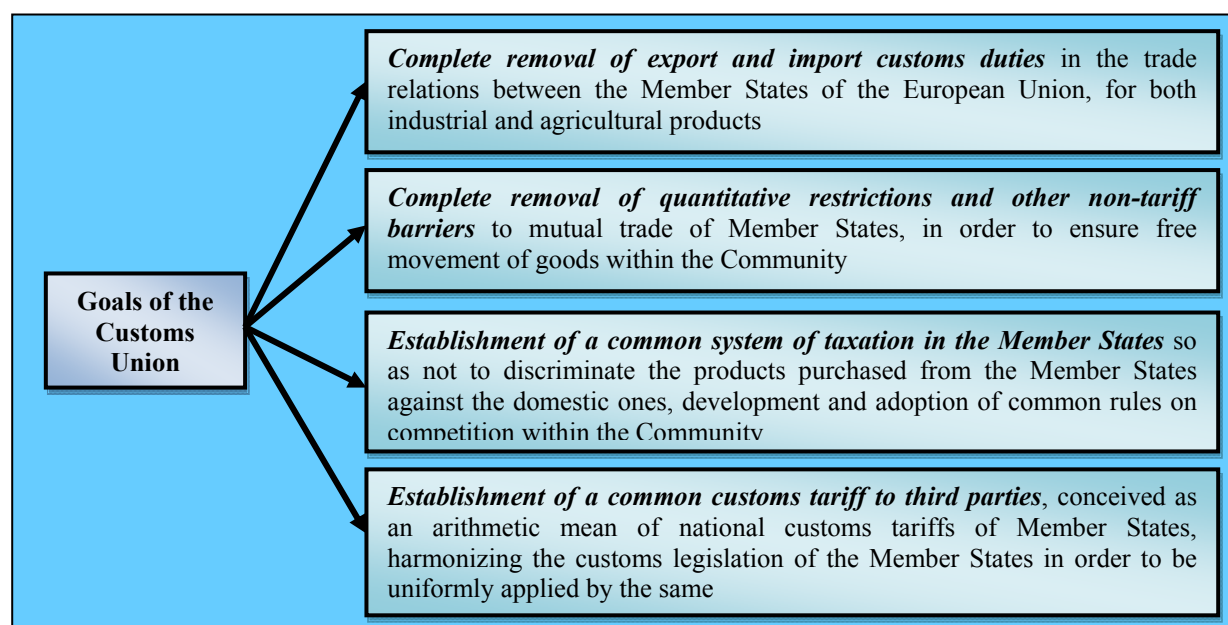 Goals of the
Customs
Union
Complete removal of export and import customs duties in the trade
relations between the Member States of the European Union, for both
industrial and agricultural products
Complete removal of quantitative restrictions and other non-tariff
barriers to mutual trade of Member States, in order to ensure free
movement of goods within the Community
Establishment of a common system of taxation in the Member States so
as not to discriminate the products purchased from the Member States
against the domestic ones, development and adoption of common rules on
competition within the Community
Establishment of a common customs tariff to third parties, conceived as
an arithmetic mean of national customs tariffs of Member States,
harmonizing the customs legislation of the Member States in order to be
uniformly applied by the same